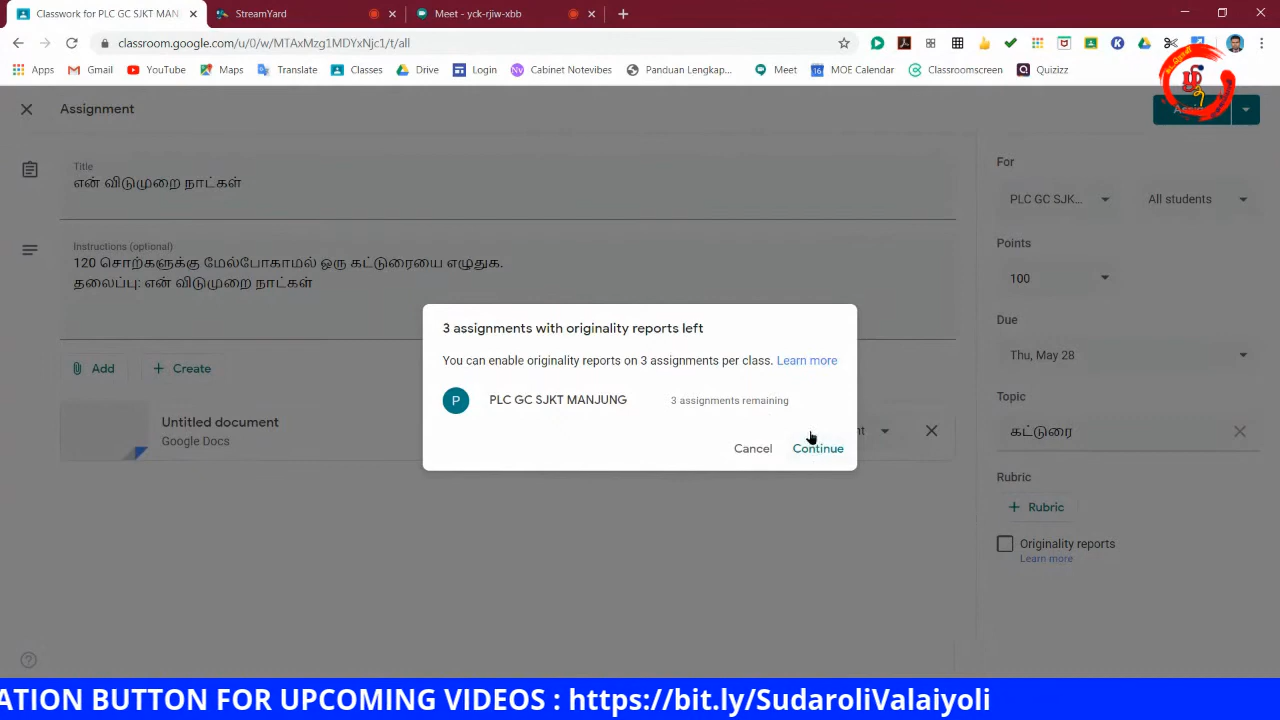 Classwork for PLC GC SJKT MAN
StreamYard
Meet - yck-rjiw-xbb
classroom.google.com/u/0/w/MTAxMzg1MDYxNjc1/t/all
Apps
Gmail
YouTube
Maps
Translate
Classes
Drive
Login
Cabinet Notevibes
Panduan Lengkap...
Meet
MOE Calendar
Classroomscreen
Quizizz
Assignment
Title
என் விடுமுறை நாட்கள்
Instructions (optional)
120 சொற்களுக்கு மேல்போகாமல் ஒரு கட்டுரையை எழுதுக.
தலைப்பு: என் விடுமுறை நாட்கள்
Add
Create
Untitled document
Google Docs
For
PLC GC SJK...
All students
Points
100
Due
Thu, May 28
Topic
கட்டுரை
Rubric
Rubric
Originality reports
Learn more
3 assignments with originality reports left
You can enable originality reports on 3 assignments per class. Learn more
P
PLC GC SJKT MANJUNG
3 assignments remaining
Cancel
Continue
ATION BUTTON FOR UPCOMING VIDEOS : https://bit.ly/SudaroliValaiyoli